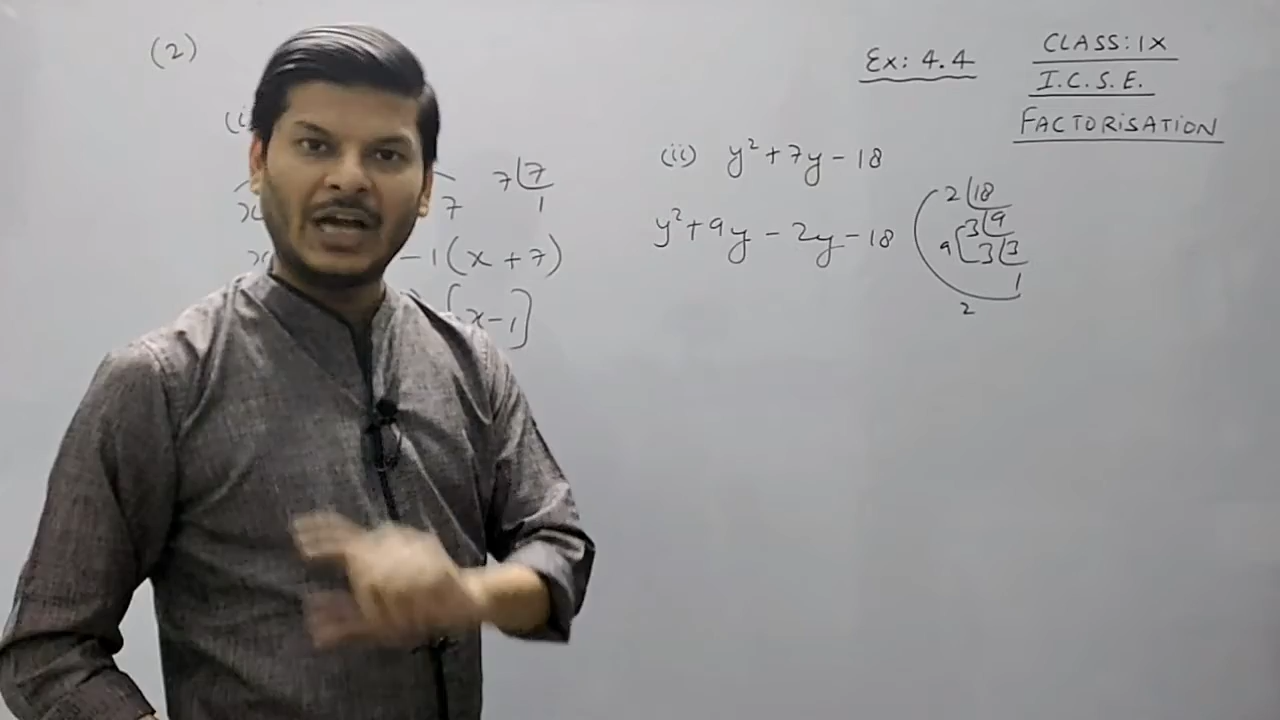 (2)
Ex: 4.4
CLASS: IX
I.C.S.E.
FACTORISATION
(i
7 7|7
1
-1(x+7)
x-1]
(ii) y²+7y-18
y²+9y-2y-18
2|18
3|9
9 3|3
1
2